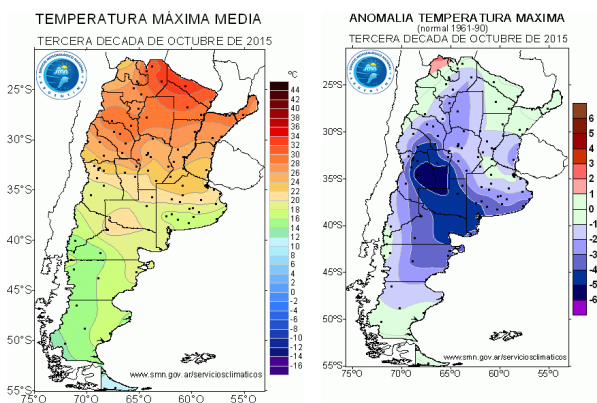 TEMPERATURA MÁXIMA MEDIA
TERCERA DECADA DE OCTUBRE DE 2015
smn
25°S
30°S
35°S
40°S
45°S
50°S
55°S
75°O
70°O
65°O
60°O
55°O
www.smn.gov.ar/serviciosclimaticos
ºC
44
42
40
38
36
34
32
30
28
26
24
22
20
18
16
14
12
10
8
6
4
2
0
-2
-4
-6
-8
-10
-12
-14
-16
ANOMALIA TEMPERATURA MAXIMA
(normal 1961-90)
TERCERA DECADA DE OCTUBRE DE 2015
smn
25°S
30°S
35°S
40°S
45°S
50°S
55°S
75°O
70°O
65°O
60°O
55°O
www.smn.gov.ar/serviciosclimaticos
6
5
4
3
2
1
0
-1
-2
-3
-4
-5
-6